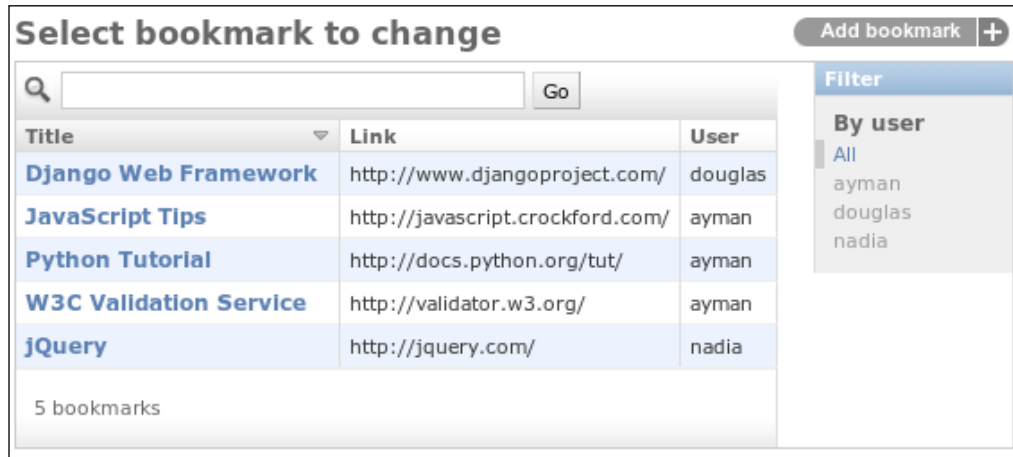 Select bookmark to change
Add bookmark +
Go
Filter
Title Link User
By user
Django Web Framework http://www.djangoproject.com/ douglas
All
JavaScript Tips http://javascript.crockford.com/ ayman
ayman
douglas
Python Tutorial http://docs.python.org/tut/ ayman
nadia
W3C Validation Service http://validator.w3.org/ ayman
jQuery http://jquery.com/ nadia
5 bookmarks